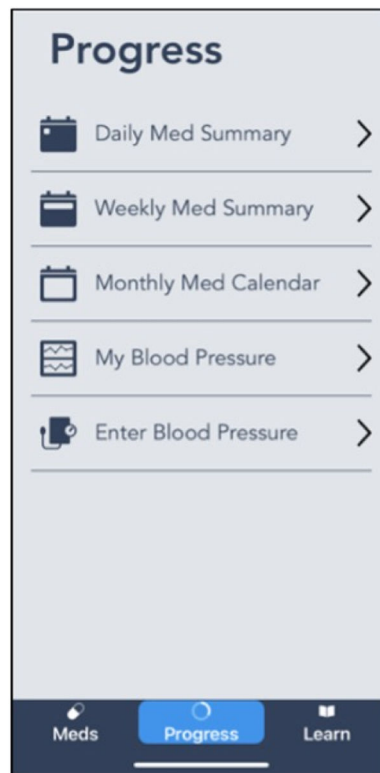 Progress
Daily Med Summary
Weekly Med Summary
Monthly Med Calendar
My Blood Pressure
Enter Blood Pressure
Meds
Progress
Learn